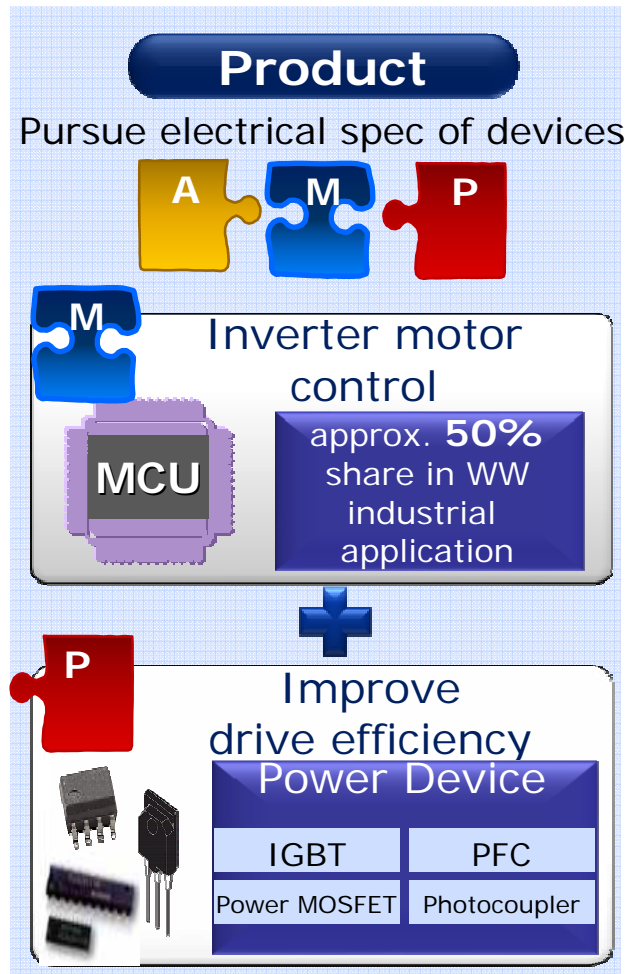 Product
Pursue electrical spec of devices
A M P
M
Inverter motor
control
MCU
approx. 50%
share in WW
industrial
application
P
Improve
drive efficiency
Power Device
IGBT PFC
Power MOSFET Photocoupler